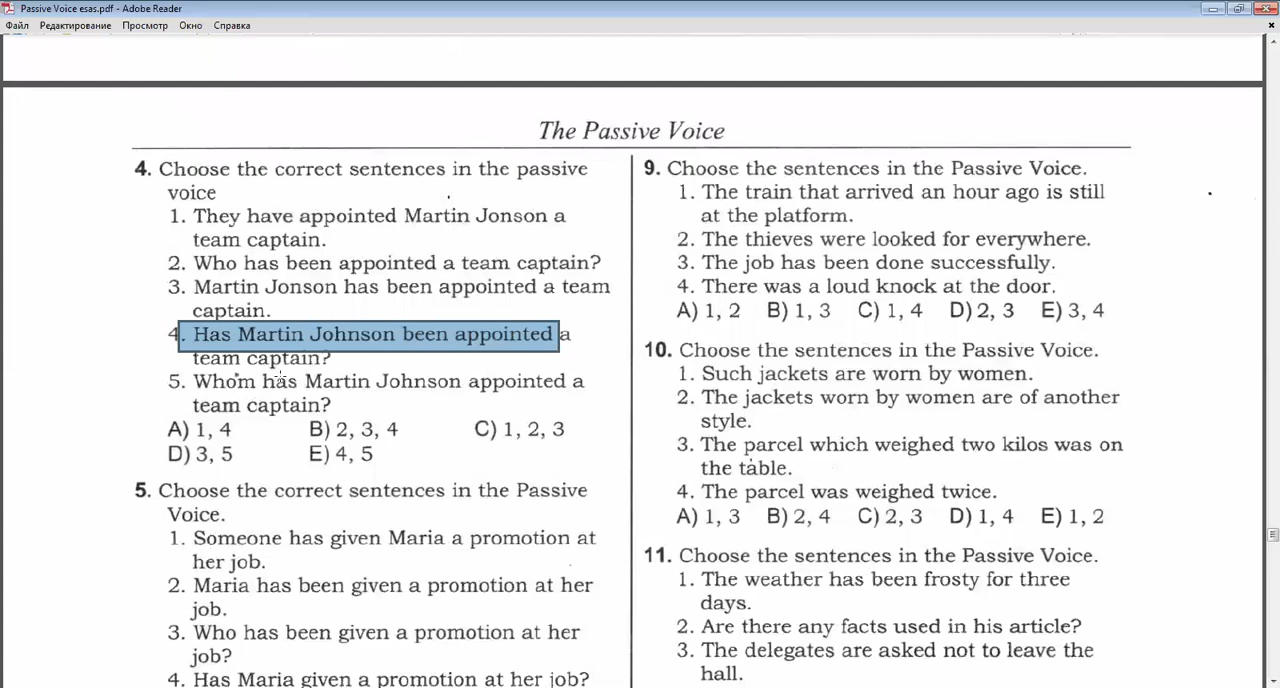 Passive Voice esas.pdf - Adobe Reader
Файл Редактирование Просмотр Окно Справка
The Passive Voice
4. Choose the correct sentences in the passive
voice
1. They have appointed Martin Jonson a
team captain.
2. Who has been appointed a team captain?
3. Martin Jonson has been appointed a team
captain.
4. Has Martin Johnson been appointed a
team captain?
5. Whom has Martin Johnson appointed a
team captain?
A) 1, 4 B) 2, 3, 4 C) 1, 2, 3
D) 3, 5 E) 4, 5
5. Choose the correct sentences in the Passive
Voice.
1. Someone has given Maria a promotion at
her job.
2. Maria has been given a promotion at her
job.
3. Who has been given a promotion at her
job?
4. Has Maria given a promotion at her job?
9. Choose the sentences in the Passive Voice.
1. The train that arrived an hour ago is still
at the platform.
2. The thieves were looked for everywhere.
3. The job has been done successfully.
4. There was a loud knock at the door.
A) 1, 2 B) 1, 3 C) 1, 4 D) 2, 3 E) 3, 4
10. Choose the sentences in the Passive Voice.
1. Such jackets are worn by women.
2. The jackets worn by women are of another
style.
3. The parcel which weighed two kilos was on
the table.
4. The parcel was weighed twice.
A) 1, 3 B) 2, 4 C) 2, 3 D) 1, 4 E) 1, 2
11. Choose the sentences in the Passive Voice.
1. The weather has been frosty for three
days.
2. Are there any facts used in his article?
3. The delegates are asked not to leave the
hall.